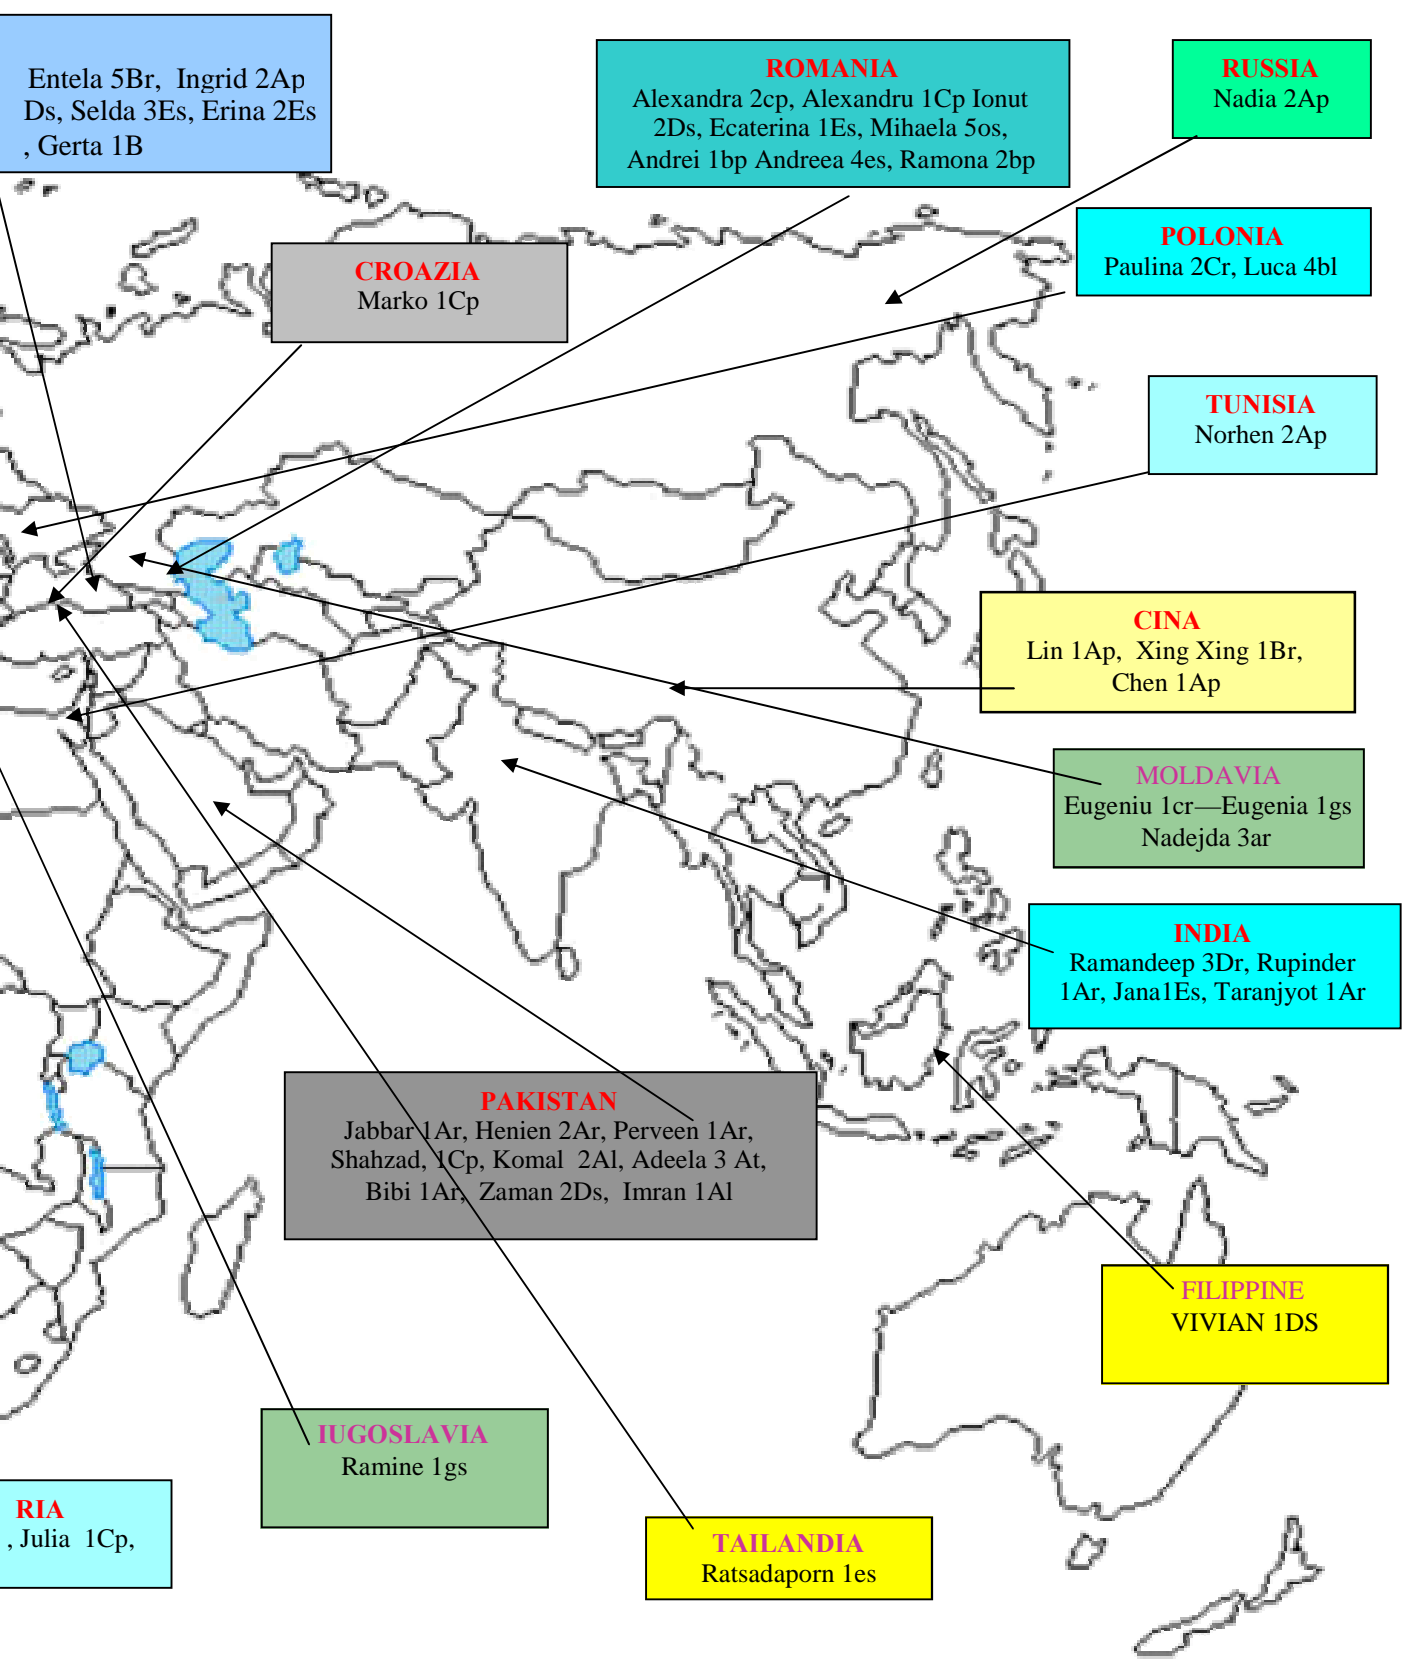 Entela 5Br, Ingrid 2Ap
Ds, Selda 3Es, Erina 2Es
, Gerta 1B
ROMANIA
Alexandra 2cp, Alexandru 1Cp Ionut
2Ds, Ecaterina 1Es, Mihaela 5os,
Andrei 1bp Andreea 4es, Ramona 2bp
RUSSIA
Nadia 2Ap
POLONIA
Paulina 2Cr, Luca 4bl
CROAZIA
Marko 1Cp
TUNISIA
Norhen 2Ap
CINA
Lin 1Ap, Xing Xing 1Br,
Chen 1Ap
MOLDAVIA
Eugeniu 1cr—Eugenia 1gs
Nadejda 3ar
INDIA
Ramandeep 3Dr, Rupinder
1Ar, Jana1Es, Taranjyot 1Ar
PAKISTAN
Jabbar 1Ar, Henien 2Ar, Perveen 1Ar,
Shahzad, 1Cp, Komal 2Al, Adeela 3 At,
Bibi 1Ar, Zaman 2Ds, Imran 1Al
FILIPPINE
VIVIAN 1DS
IUGOSLAVIA
Ramine 1gs
RIA
, Julia 1Cp,
TAILANDIA
Ratsadaporn 1es